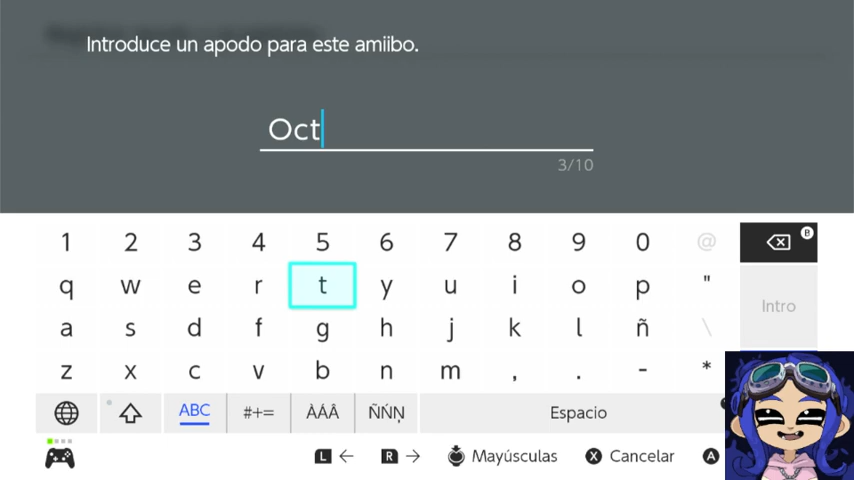 Introduce un apodo para este amiibo.
Oct
3/10
1 2 3 4 5 6 7 8 9 0 @
q w e r t y u i o p "
Intro
a s d f g h j k l ñ \
z x c v b n m , . - *
ABC #+= ÀÁÂ ÑŃŅ Espacio
L ← R → Mayúsculas X Cancelar A
B